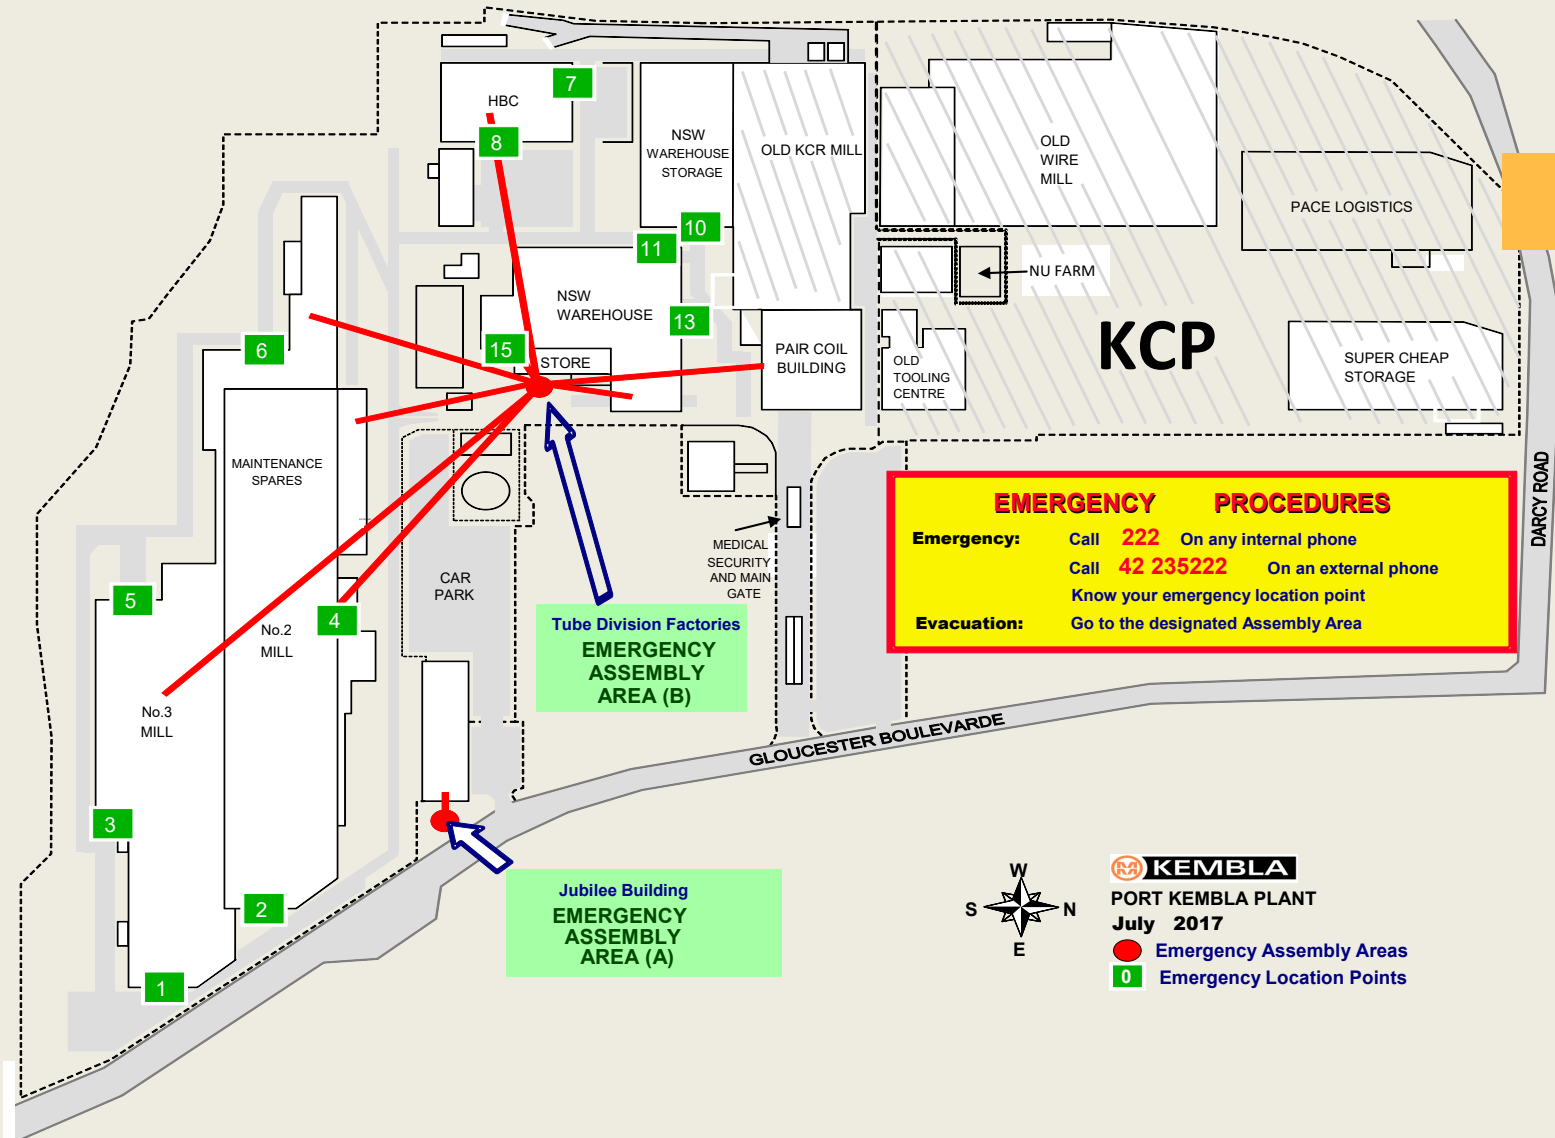 7
HBC
8
NSW
WAREHOUSE
STORAGE
OLD KCR MILL
OLD
WIRE
MILL
PACE LOGISTICS
10
11
NU FARM
NSW
WAREHOUSE
13
15
STORE
6
PAIR COIL
BUILDING
OLD
TOOLING
CENTRE
KCP
SUPER CHEAP
STORAGE
MAINTENANCE
SPARES
DARCY ROAD
EMERGENCY PROCEDURES
Emergency: Call 222 On any internal phone
Call 42 235222 On an external phone
Know your emergency location point
Evacuation: Go to the designated Assembly Area
MEDICAL
SECURITY
AND MAIN
GATE
CAR
PARK
5
4
No.2
MILL
Tube Division Factories
EMERGENCY
ASSEMBLY
AREA (B)
No.3
MILL
GLOUCESTER BOULEVARDE
3
2
1
Jubilee Building
EMERGENCY
ASSEMBLY
AREA (A)
W
S N
E
MM KEMBLA
PORT KEMBLA PLANT
July 2017
Emergency Assembly Areas
0 Emergency Location Points